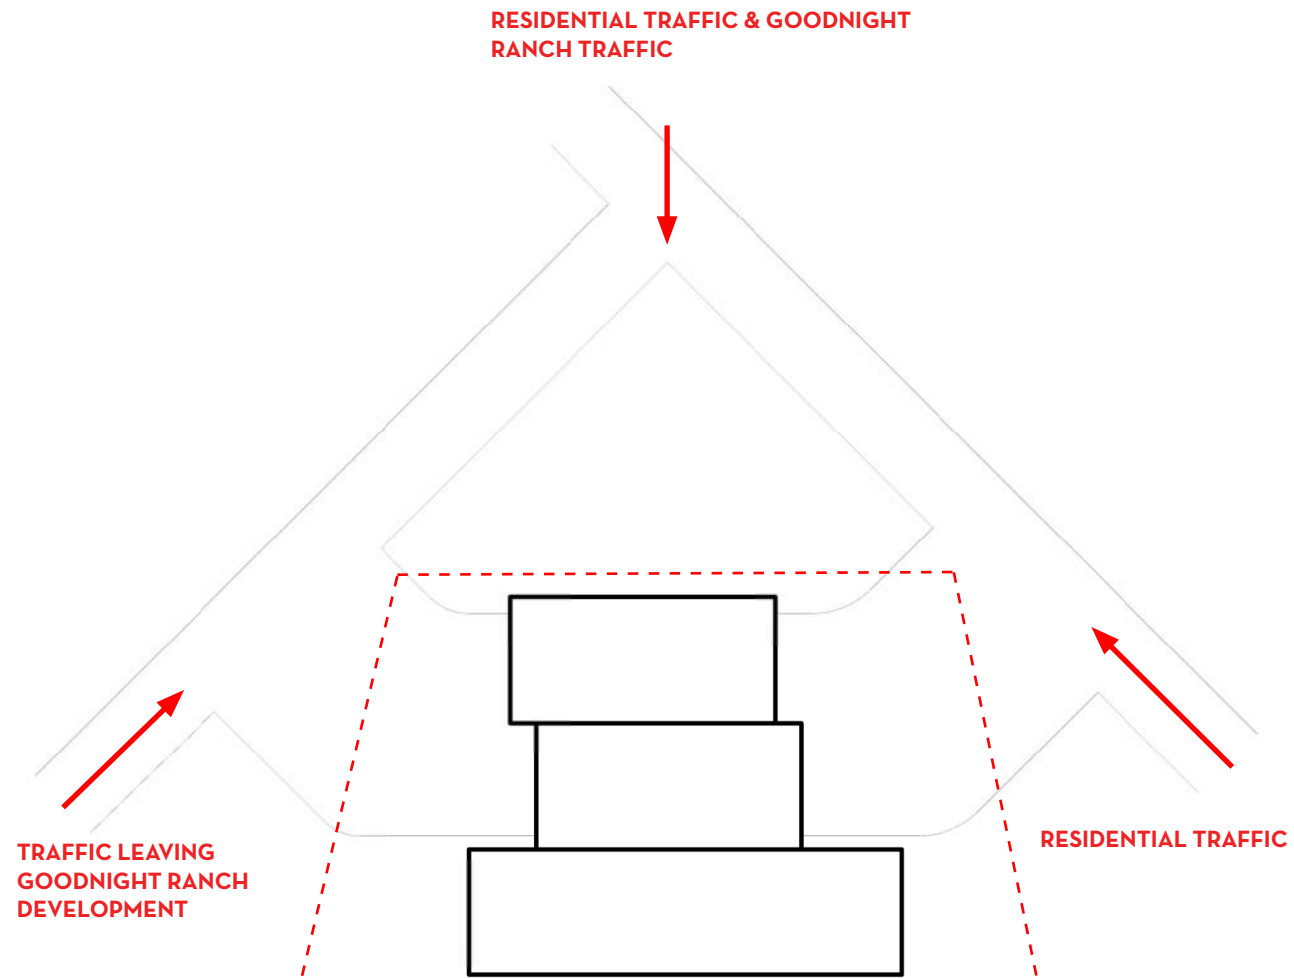 RESIDENTIAL TRAFFIC & GOODNIGHT
RANCH TRAFFIC
TRAFFIC LEAVING
GOODNIGHT RANCH
DEVELOPMENT
RESIDENTIAL TRAFFIC